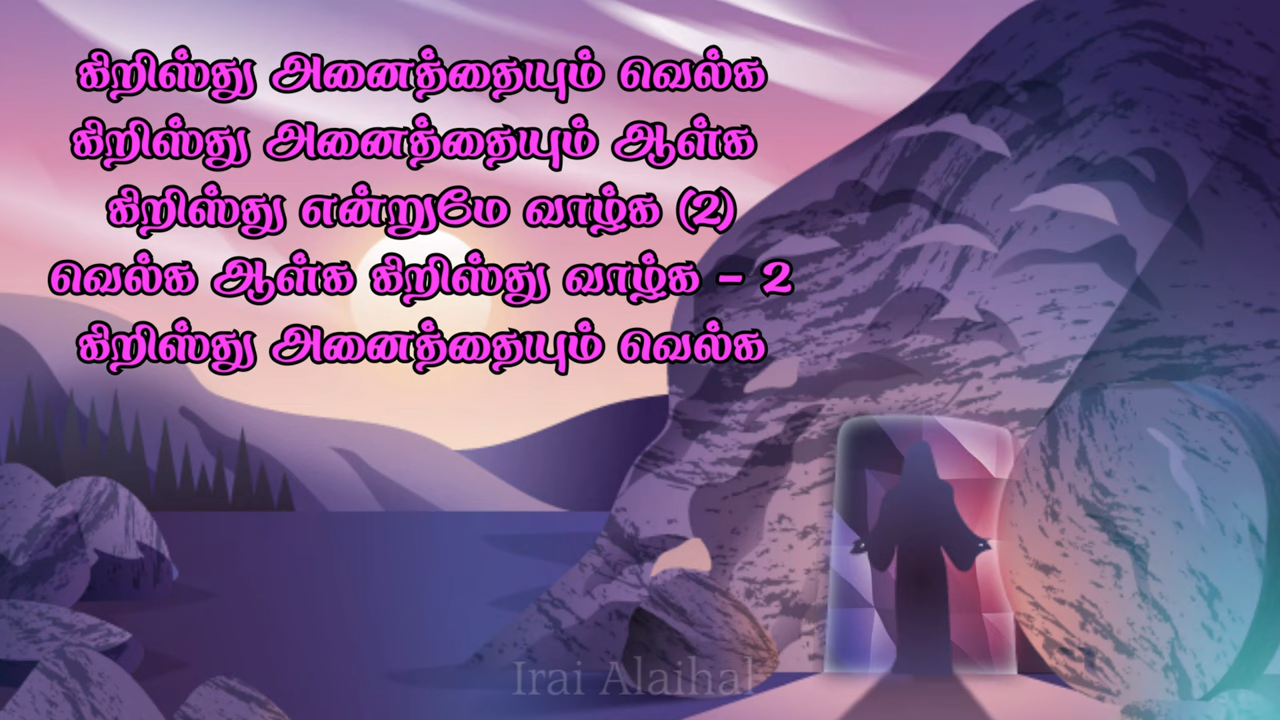 கிறிஸ்து அனைத்தையும் வெல்க
கிறிஸ்து அனைத்தையும் ஆள்க
கிறிஸ்து என்றுமே வாழ்க (2)
வெல்க ஆள்க கிறிஸ்து வாழ்க - 2
கிறிஸ்து அனைத்தையும் வெல்க
Irai Alaihal